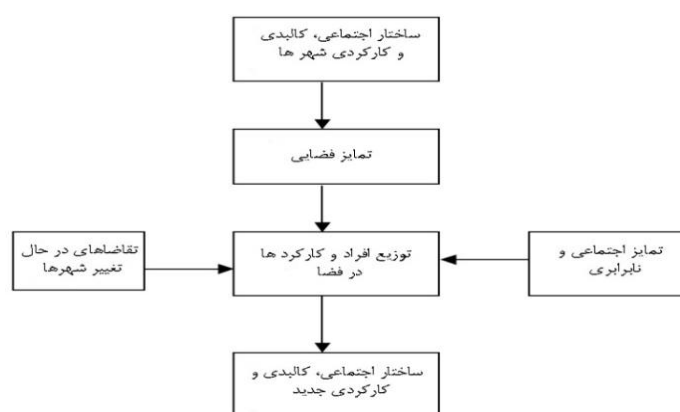 ساختار اجتماعی، کالبدی
و کارکردی شهر ها
تمایز فضایی
توزیع افراد و کارکرد ها
در فضا
تمایز اجتماعی و
نابرابری
تقاضاهای در حال
تغییر شهرها
ساختار اجتماعی، کالبدی و
کارکردی جدید